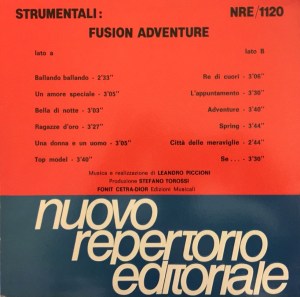 STRUMENTALI: NRE/1120
FUSION ADVENTURE
lato a lato B
Ballando ballando - 2'23" Re di cuori - 3'06"
Un amore speciale - 3'05" L'appuntamento - 3'36"
Bella di notte - 3'03" Adventure - 3'40"
Ragazze d'oro - 3'27" Spring - 3'44"
Una donna e un uomo - 3'05" Città delle meraviglie - 2'44"
Top model - 3'40" Se... - 3'30"
Musica e realizzazione di LEANDRO PICCIONI
Produzione STEFANO TOROSSI
FONIT CETRA-DIOR Edizioni Musicali
nuovo
repertorio
editoriale